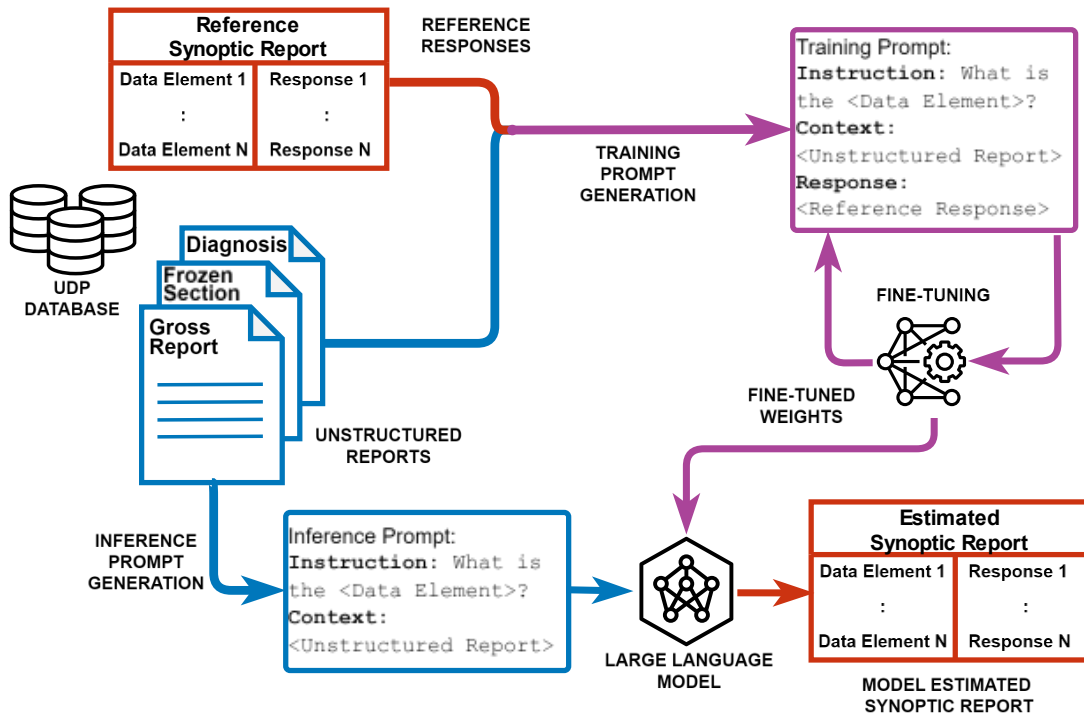 Reference
Synoptic Report
Data Element 1
Response 1
:
:
Data Element N
Response N
REFERENCE
RESPONSES
TRAINING
PROMPT
GENERATION
Training Prompt:
Instruction: What is
the <Data Element>?
Context:
<Unstructured Report>
Response:
<Reference Response>
UDP
DATABASE
Diagnosis
Frozen
Section
Gross
Report
UNSTRUCTURED
REPORTS
FINE-TUNING
FINE-TUNED
WEIGHTS
INFERENCE
PROMPT
GENERATION
Inference Prompt:
Instruction: What is
the <Data Element>?
Context:
<Unstructured Report>
LARGE LANGUAGE
MODEL
Estimated
Synoptic Report
Data Element 1
Response 1
:
:
Data Element N
Response N
MODEL ESTIMATED
SYNOPTIC REPORT